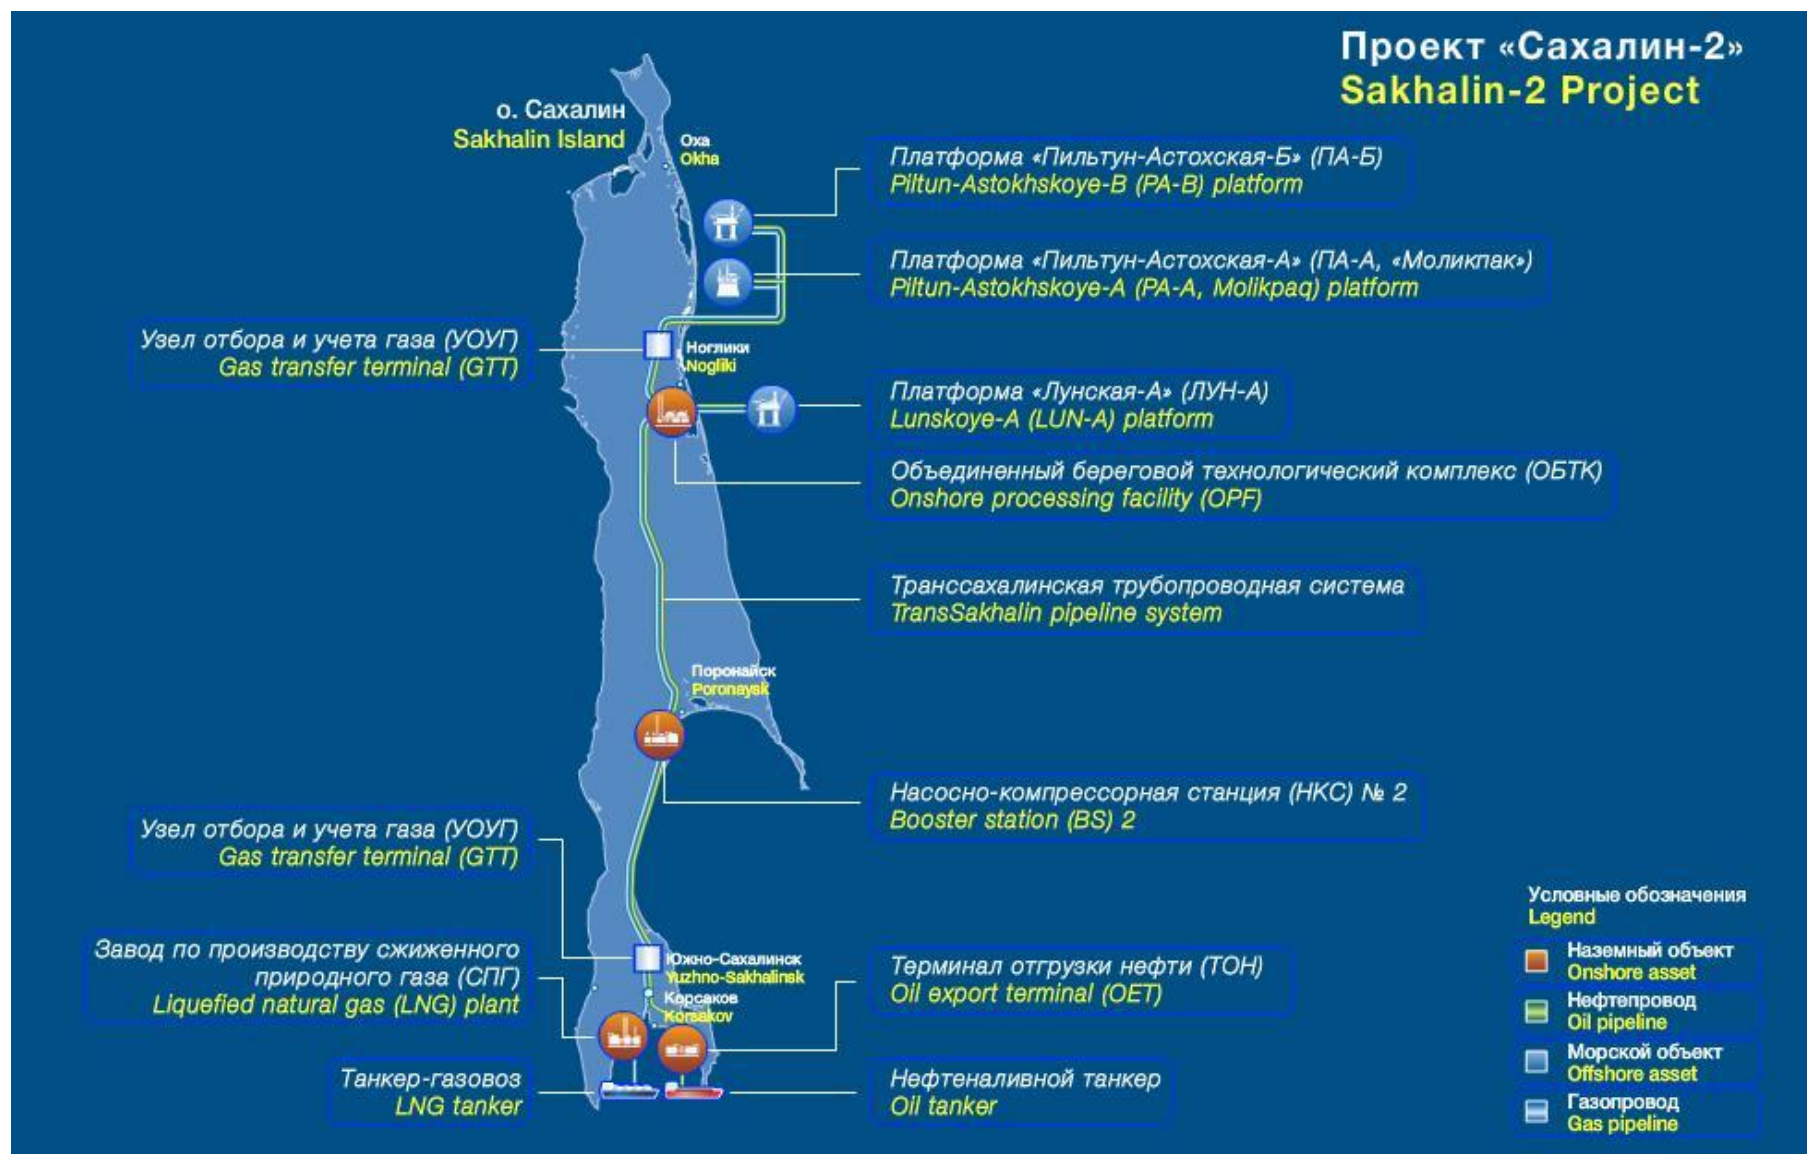 Проект «Сахалин-2»
Sakhalin-2 Project
о. Сахалин
Sakhalin Island
Оха
Okha
Платформа «Пильтун-Астохская-Б» (ПА-Б)
Piltun-Astokhskoye-B (PA-B) platform
Платформа «Пильтун-Астохская-А» (ПА-А, «Моликпак»)
Piltun-Astokhskoye-A (PA-A, Molikpaq) platform
Узел отбора и учета газа (УОУГ)
Gas transfer terminal (GTT)
Ноглики
Nogliki
Платформа «Лунская-А» (ЛУН-А)
Lunskoye-A (LUN-A) platform
Объединенный береговой технологический комплекс (ОБТК)
Onshore processing facility (OPF)
Транссахалинская трубопроводная система
TransSakhalin pipeline system
Поронайск
Poronaysk
Насосно-компрессорная станция (НКС) № 2
Booster station (BS) 2
Узел отбора и учета газа (УОУГ)
Gas transfer terminal (GTT)
Завод по производству сжиженного
природного газа (СПГ)
Liquefied natural gas (LNG) plant
Южно-Сахалинск
Yuzhno-Sakhalinsk
Корсаков
Korsakov
Терминал отгрузки нефти (ТОН)
Oil export terminal (OET)
Танкер-газовоз
LNG tanker
Нефтеналивной танкер
Oil tanker
Условные обозначения
Legend
Наземный объект
Onshore asset
Нефтепровод
Oil pipeline
Морской объект
Offshore asset
Газопровод
Gas pipeline